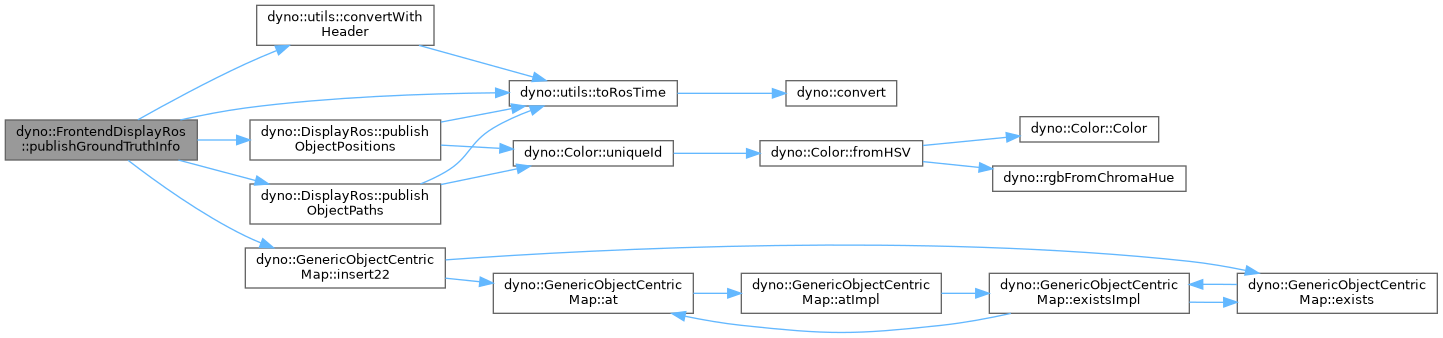 dyno::FrontendDisplayRos
::publishGroundTruthInfo
dyno::utils::convertWith
Header
dyno::utils::toRosTime
dyno::convert
dyno::DisplayRos::publish
ObjectPositions
dyno::Color::uniqueId
dyno::Color::fromHSV
dyno::Color::Color
dyno::rgbFromChromaHue
dyno::DisplayRos::publish
ObjectPaths
dyno::GenericObjectCentric
Map::insert22
dyno::GenericObjectCentric
Map::at
dyno::GenericObjectCentric
Map::atImpl
dyno::GenericObjectCentric
Map::existsImpl
dyno::GenericObjectCentric
Map::exists